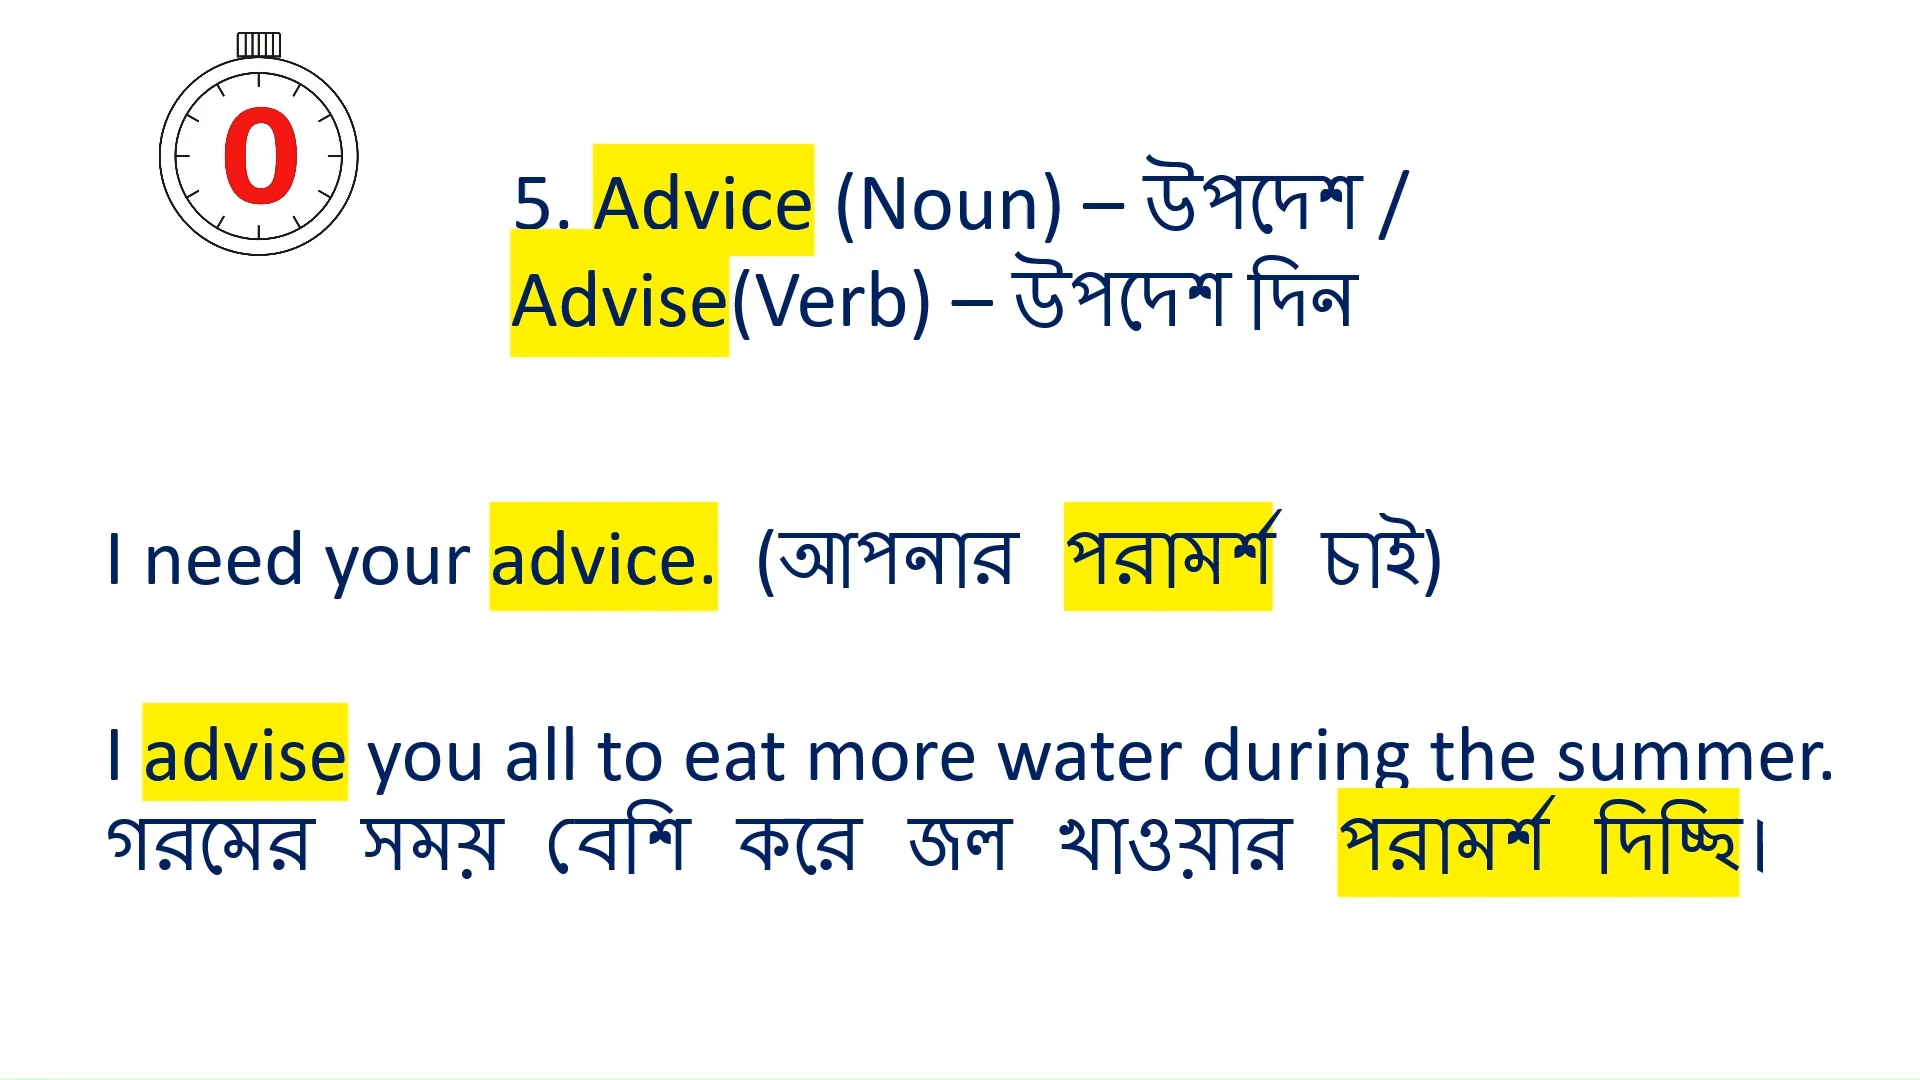 0
5. Advice (Noun) – উপদেশ /
Advise(Verb) – উপদেশ দিন
I need your advice. (আপনার পরামর্শ চাই)
I advise you all to eat more water during the summer.
গরমের সময় বেশি করে জল খাওয়ার পরামর্শ দিচ্ছি।